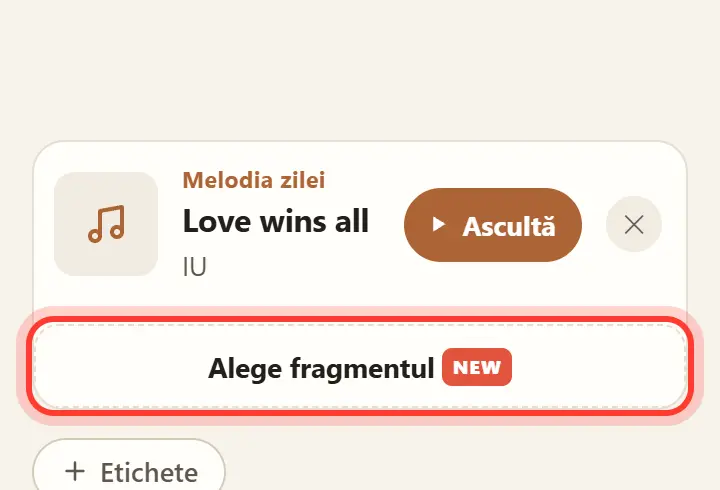 Melodia zilei
Love wins all
IU
Ascultă
Alege fragmentul NEW
+ Etichete